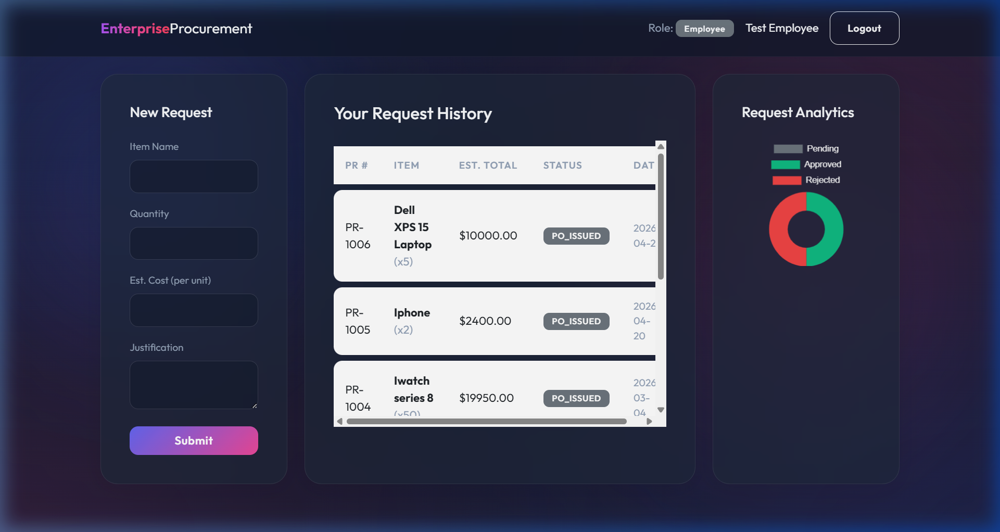 EnterpriseProcurement
Role: Employee Test Employee Logout
New Request
Item Name
Quantity
Est. Cost (per unit)
Justification
Submit
Your Request History
PR # ITEM EST. TOTAL STATUS DAT
PR-
1006
Dell
XPS 15
Laptop
(x5)
$10000.00
PO_ISSUED
2026
04-2
PR-
1005
Iphone
(x2)
$2400.00
PO_ISSUED
2026
04-
20
PR-
1004
Iwatch
series 8
(x50)
$19950.00
PO_ISSUED
2026
03-
04
Request Analytics
Pending
Approved
Rejected